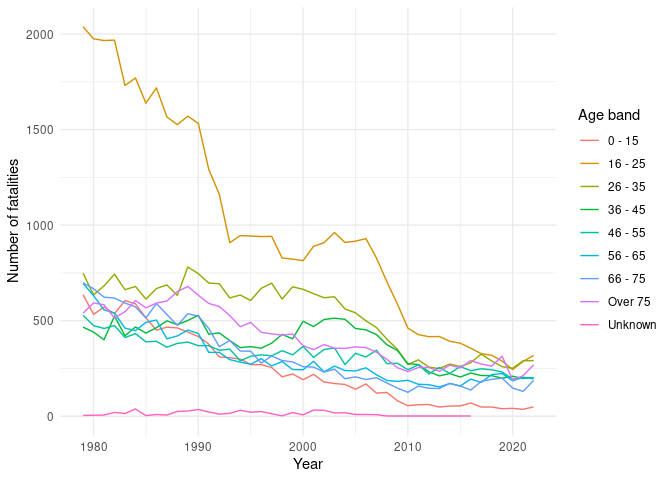 2000
1500
1000
500
0
Number of fatalities
1980
1990
2000
2010
2020
Year
Age band
0 - 15
16 - 25
26 - 35
36 - 45
46 - 55
56 - 65
66 - 75
Over 75
Unknown